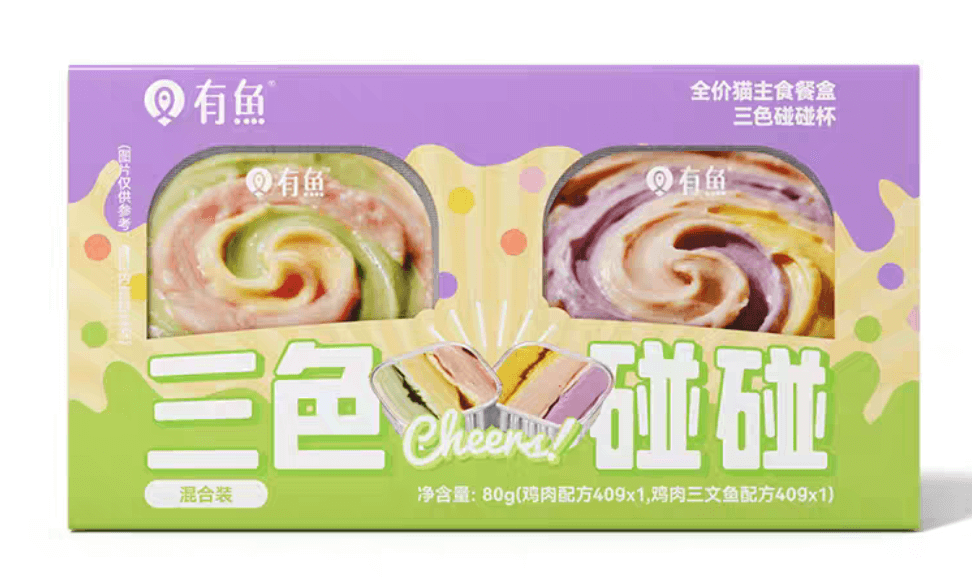 有鱼
全价猫主食餐盒
三色碰碰杯
(图片仅供参考
有鱼
有鱼
三色碰碰
Cheers!
混合装
净含量: 80g(鸡肉配方40gx1,鸡肉三文鱼配方40gx1)